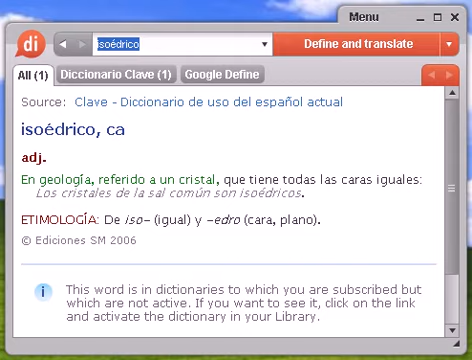 Menu
di
isoédrico
Define and translate
All (1)
Diccionario Clave (1)
Google Define
Source: Clave - Diccionario de uso del español actual
isoédrico, ca
adj.
En geología, referido a un cristal, que tiene todas las caras iguales:
Los cristales de la sal común son isoédricos.
ETIMOLOGÍA: De iso– (igual) y –edro (cara, plano).
© Ediciones SM 2006
i
This word is in dictionaries to which you are subscribed but
which are not active. If you want to see it, click on the link
and activate the dictionary in your Library.